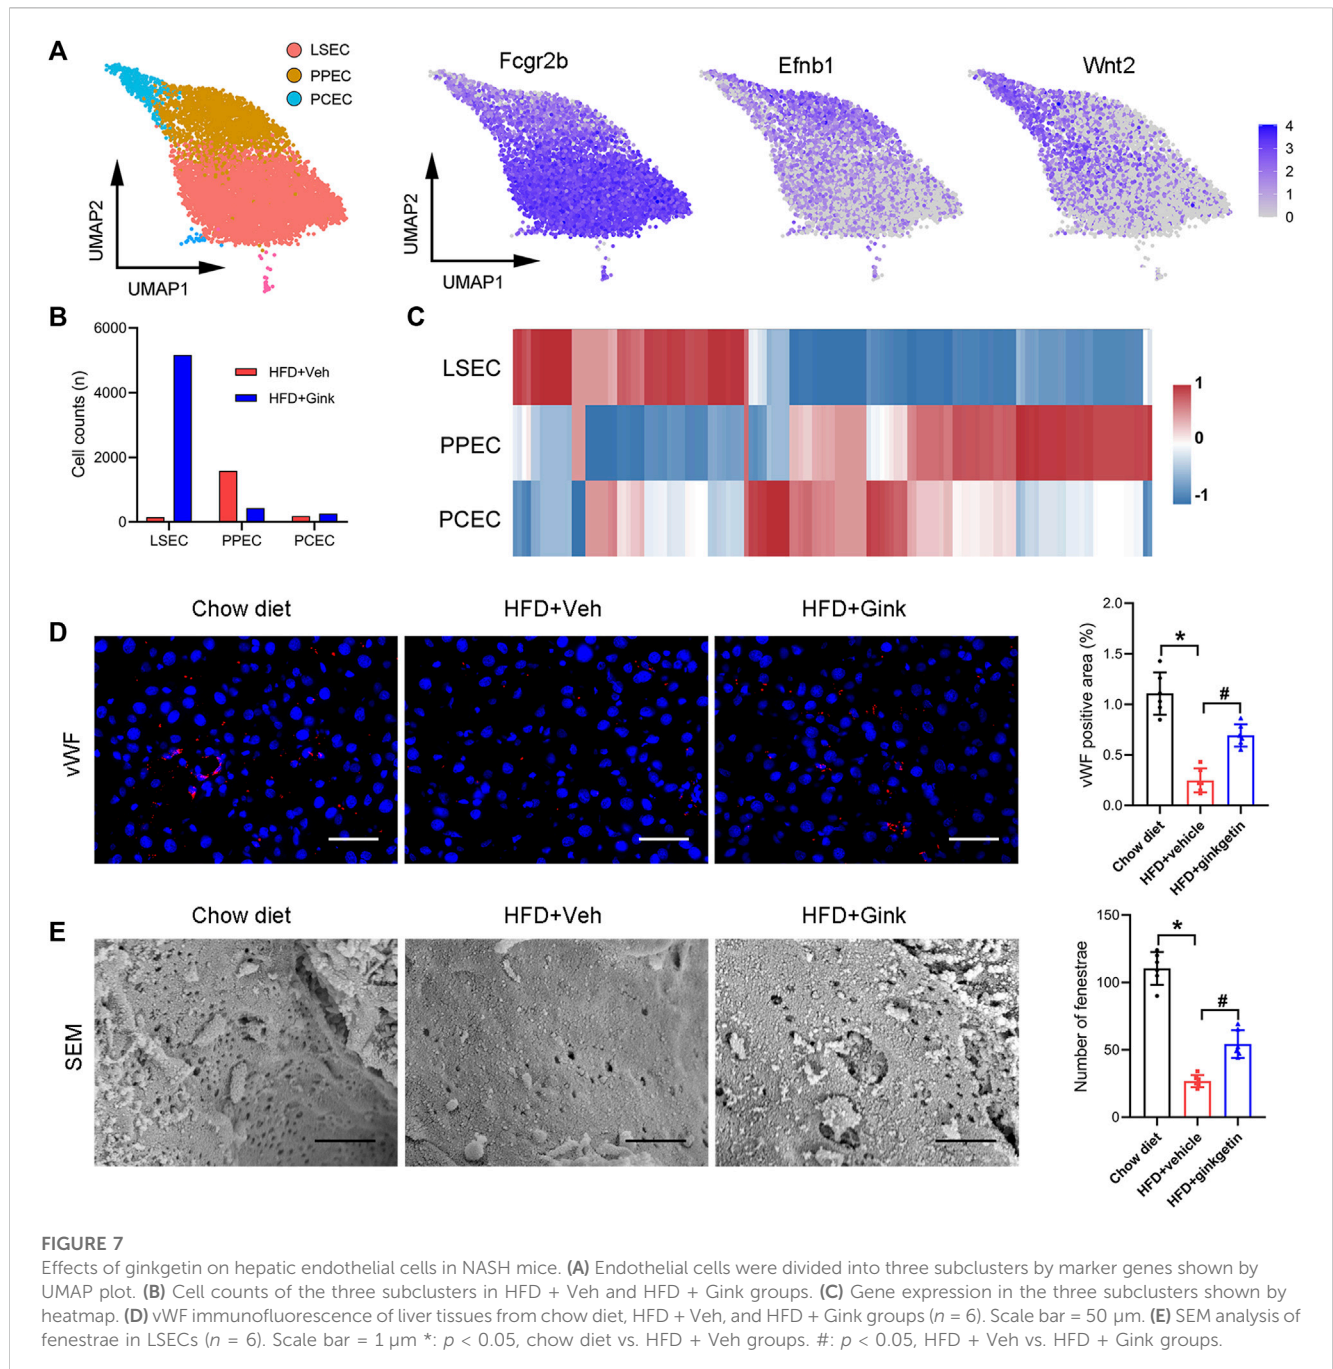 A
LSEC
PPEC
PCEC
Fcgr2b
Efnb1
Wnt2
4
3
2
1
0
UMAP2
UMAP1
UMAP2
UMAP1
B
6000
4000
2000
0
Cell counts (n)
HFD+Veh
HFD+Gink
LSEC PPEC PCEC
C
LSEC
PPEC
PCEC
1
0
-1
D
Chow diet HFD+Veh HFD+Gink
vWF
2.0
1.5
1.0
0.5
0.0
vWF positive area (%)
* #
Chow diet
HFD+vehicle
HFD+ginkgetin
E
Chow diet HFD+Veh HFD+Gink
SEM
150
100
50
0
Number of fenestrae
* #
Chow diet
HFD+vehicle
HFD+ginkgetin
FIGURE 7
Effects of ginkgetin on hepatic endothelial cells in NASH mice. (A) Endothelial cells were divided into three subclusters by marker genes shown by
UMAP plot. (B) Cell counts of the three subclusters in HFD + Veh and HFD + Gink groups. (C) Gene expression in the three subclusters shown by
heatmap. (D) vWF immunofluorescence of liver tissues from chow diet, HFD + Veh, and HFD + Gink groups (n = 6). Scale bar = 50 μm. (E) SEM analysis of
fenestrae in LSECs (n = 6). Scale bar = 1 μm *: p < 0.05, chow diet vs. HFD + Veh groups. #: p < 0.05, HFD + Veh vs. HFD + Gink groups.